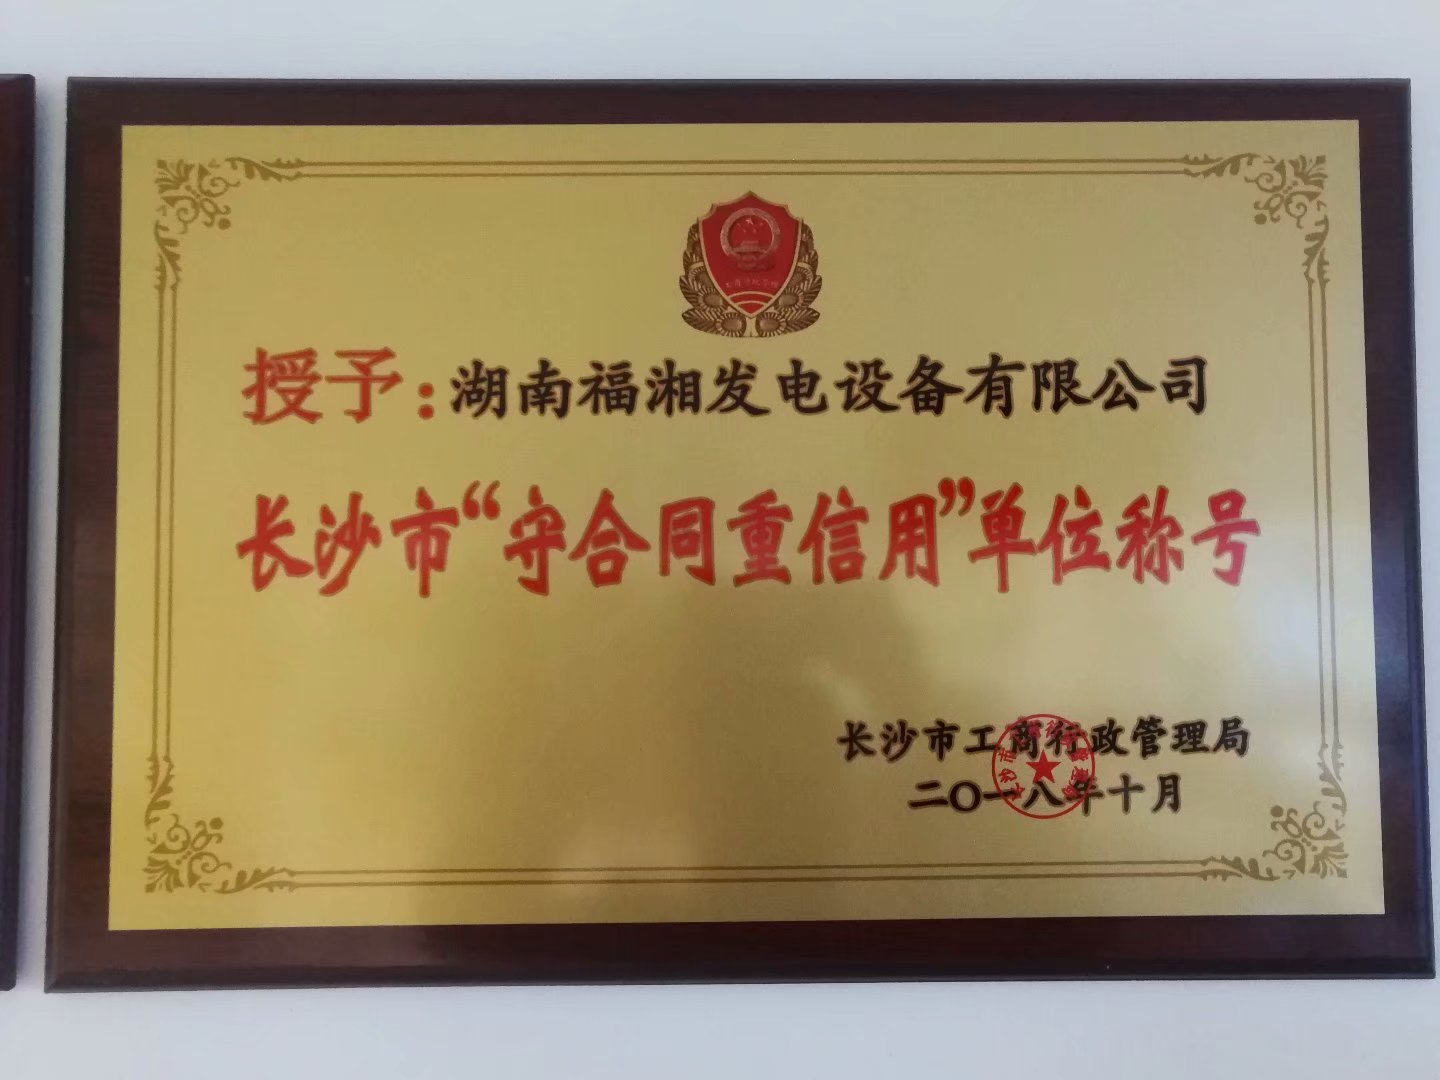 授予:湖南福湘发电设备有限公司
长沙市“守合同重信用”单位称号
长沙市工商行政管理局
二〇一八年十月